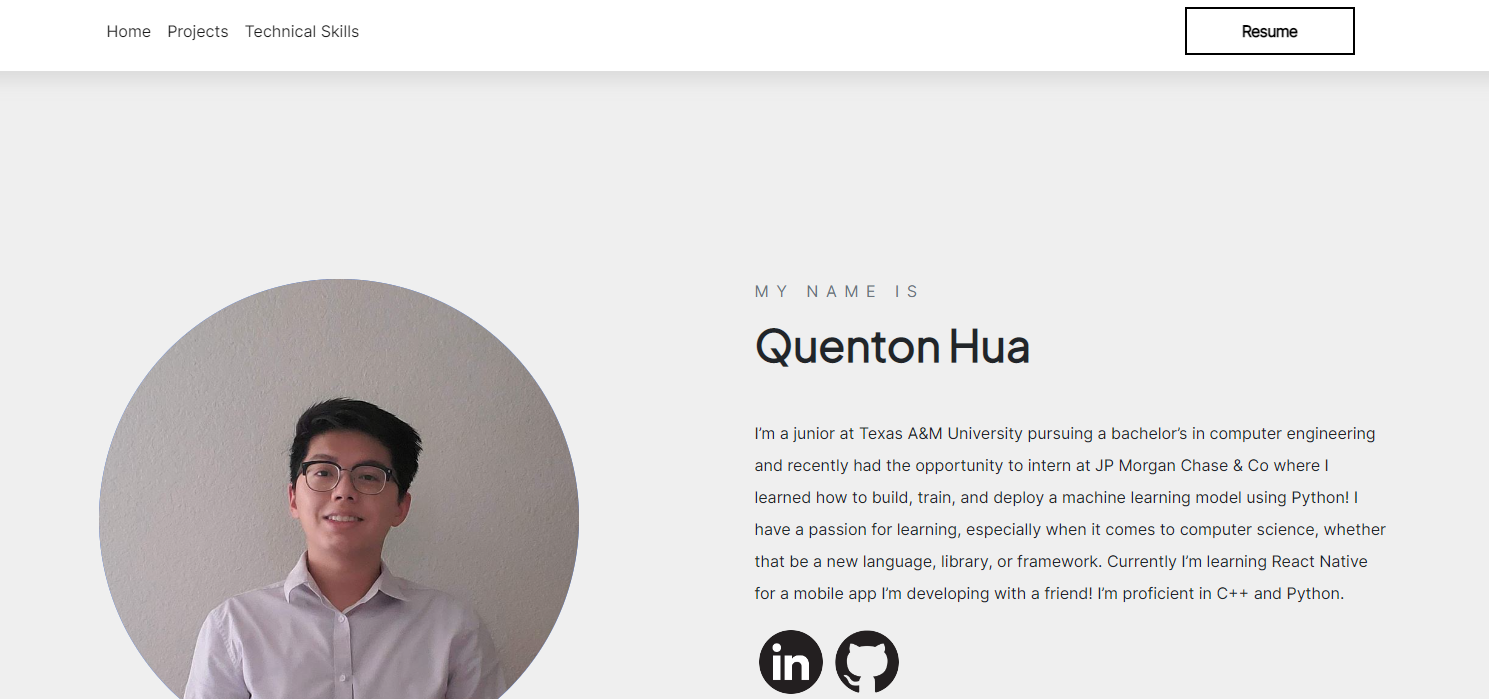 Home Projects Technical Skills Resume
MY NAME IS
Quenton Hua
I’m a junior at Texas A&M University pursuing a bachelor’s in computer engineering
and recently had the opportunity to intern at JP Morgan Chase & Co where I
learned how to build, train, and deploy a machine learning model using Python! I
have a passion for learning, especially when it comes to computer science, whether
that be a new language, library, or framework. Currently I’m learning React Native
for a mobile app I’m developing with a friend! I’m proficient in C++ and Python.
in